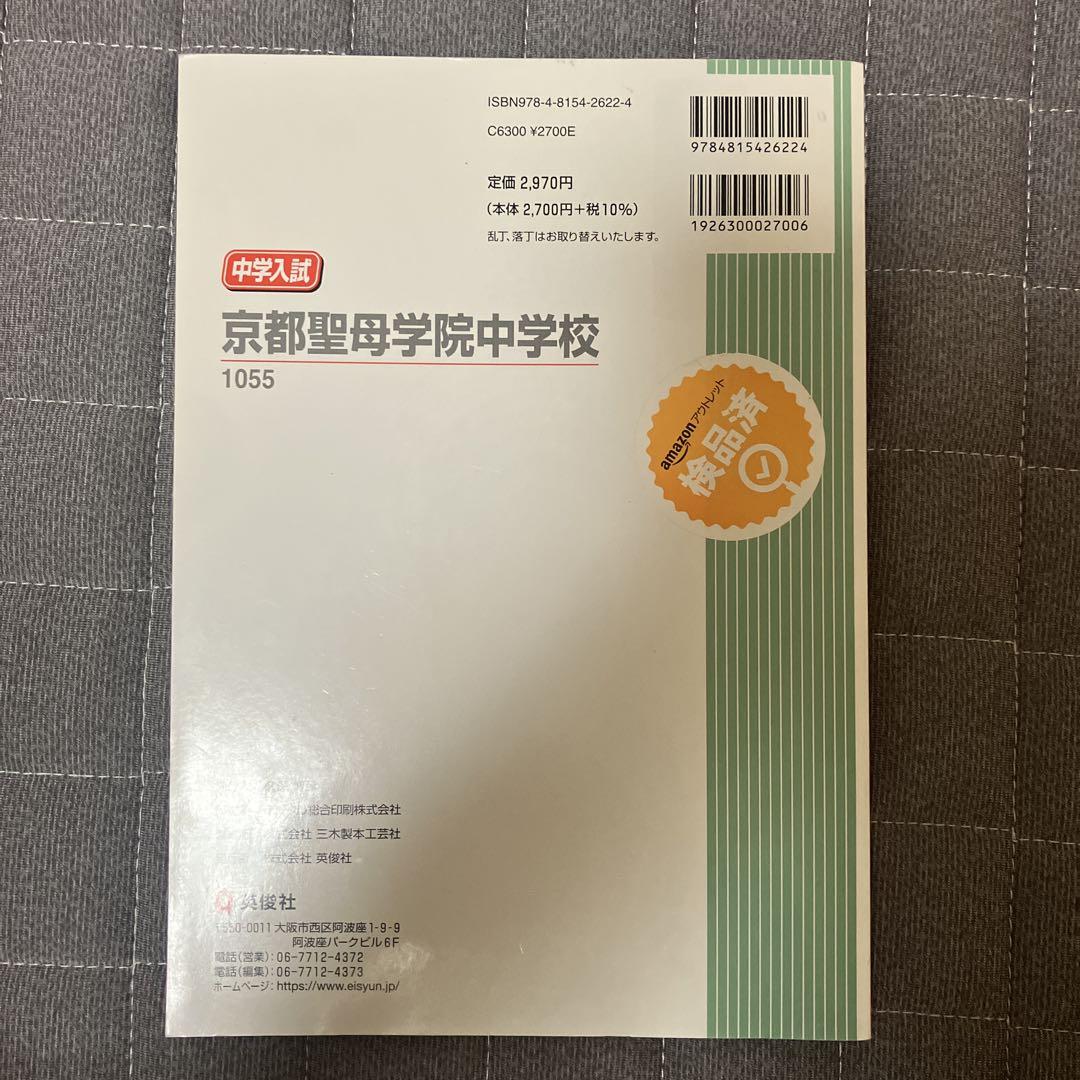 ISBN978-4-8154-2622-4
C6300 ¥2700E
定価 2,970円
(本体 2,700円+税10%)
乱丁、落丁はお取り替えいたします。
9784815426224
1926300027006
中学入試
京都聖母学院中学校
1055
amazonアウトレット
検品済
総合印刷株式会社
会社 三木製本工芸社
株式会社 英俊社
英俊社
〒550-0011 大阪市西区阿波座1-9-9
阿波座パークビル6F
電話(営業):06-7712-4372
電話(編集):06-7712-4373
ホームページ:https://www.eisyun.jp/